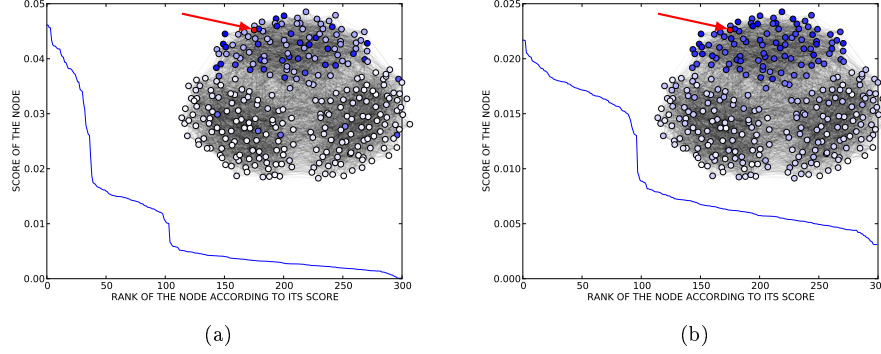 0.05
0.04
0.03
0.02
0.01
0.00
SCORE OF THE NODE
0 50 100 150 200 250 300
RANK OF THE NODE ACCORDING TO ITS SCORE
(a)
0.025
0.020
0.015
0.010
0.005
0.000
SCORE OF THE NODE
0 50 100 150 200 250 300
RANK OF THE NODE ACCORDING TO ITS SCORE
(b)